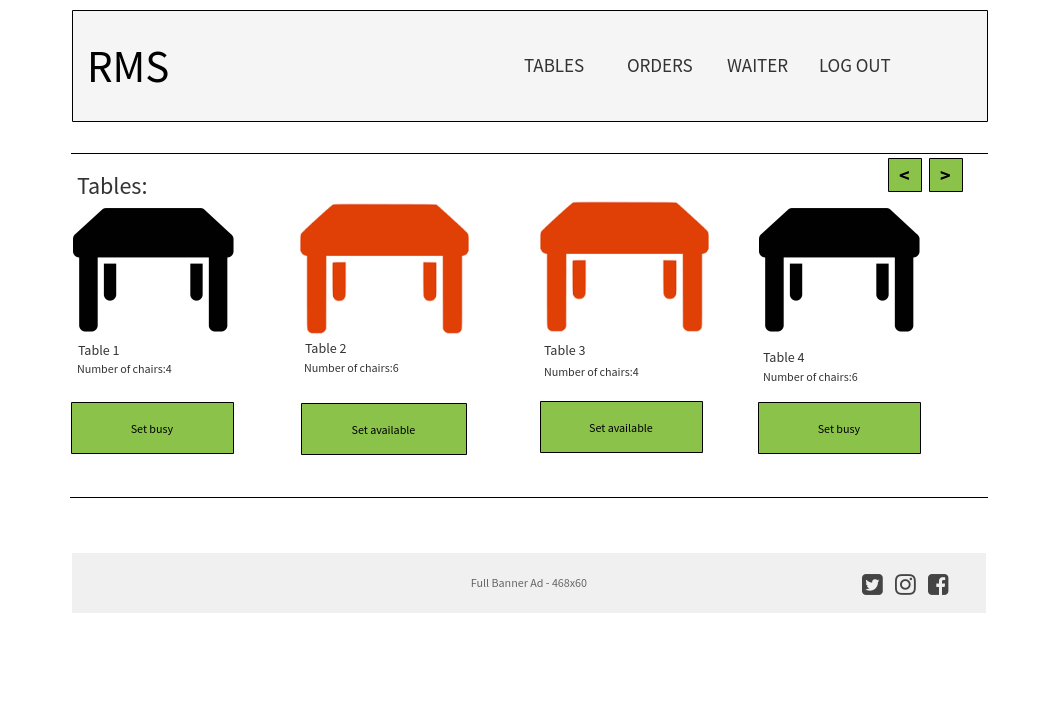 RMS
TABLES ORDERS WAITER LOG OUT
< >
Tables:
Table 1
Number of chairs:4
Set busy
Table 2
Number of chairs:6
Set available
Table 3
Number of chairs:4
Set available
Table 4
Number of chairs:6
Set busy
Full Banner Ad - 468x60